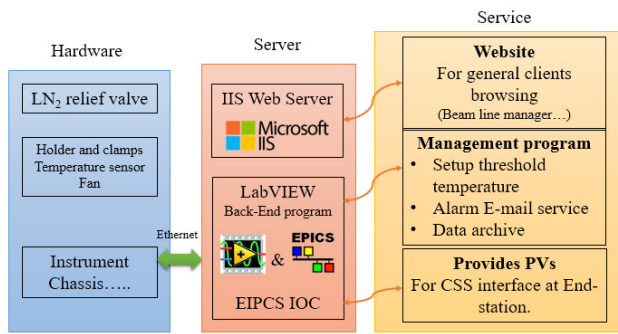 Hardware
LN2 relief valve
Holder and clamps
Temperature sensor
Fan
Instrument
Chassis…..
Ethernet
Server
IIS Web Server
Microsoft
IIS
LabVIEW
Back-End program
EPICS
&
EIPCS IOC
Service
Website
For general clients
browsing
(Beam line manager…)
Management program
• Setup threshold
temperature
• Alarm E-mail service
• Data archive
Provides PVs
For CSS interface at End-
station.